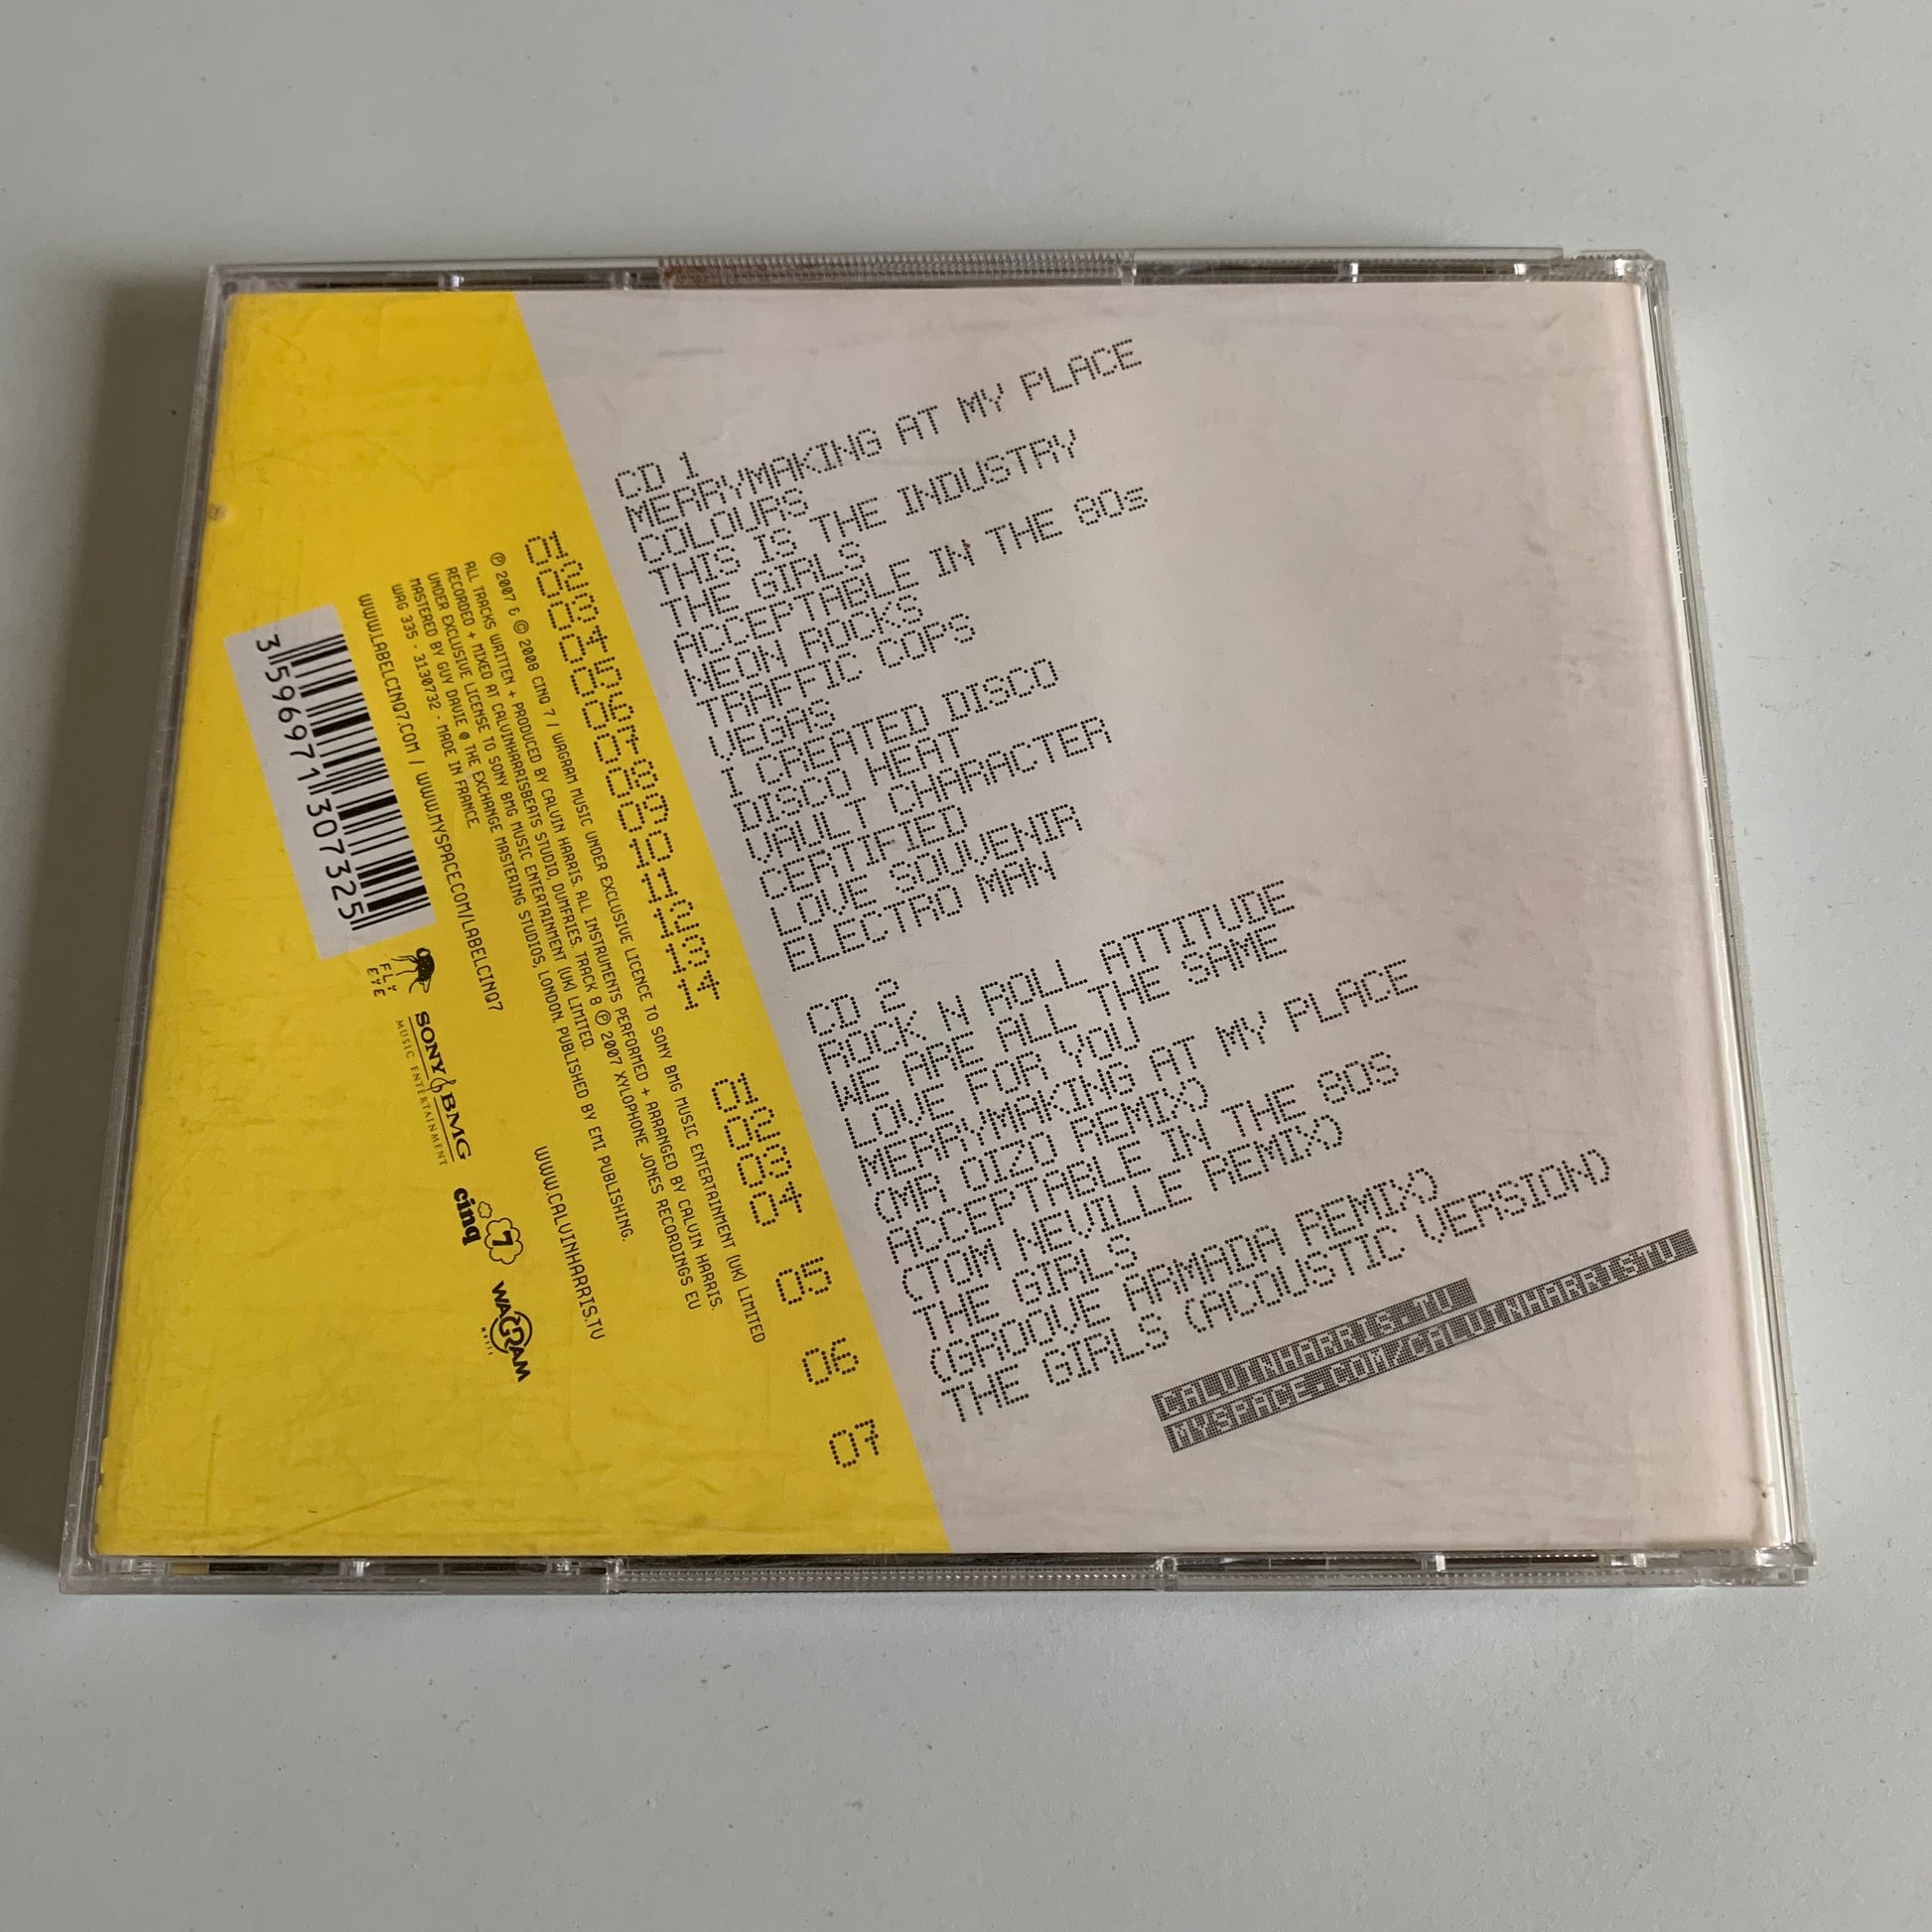 CD 1
MERRYMAKING AT MY PLACE
COLOURS
THIS IS THE INDUSTRY
THE GIRLS
ACCEPTABLE IN THE 80s
NEON ROCKS
TRAFFIC COPS
VEGAS
I CREATED DISCO
DISCO HEAT
VAULT CHARACTER
CERTIFIED
LOVE SOUVENIR
ELECTRO MAN
CD 2
ROCK N ROLL ATTITUDE
WE ARE ALL THE SAME
LOVE FOR YOU
MERRYMAKING AT MY PLACE
(MR OIZO REMIX)
ACCEPTABLE IN THE 80S
(TOM NEVILLE REMIX)
THE GIRLS
(GROOVE ARMADA REMIX)
THE GIRLS (ACOUSTIC VERSION)
CALVINHARRIS.TV
MYSPACE.COM/CALVINHARRISTV
01
02
03
04
05
06
07
08
09
10
11
12
13
14
01
02
03
04
05
06
07
℗ 2007 & © 2008 CINQ 7 / WAGRAM MUSIC UNDER EXCLUSIVE LICENCE TO SONY BMG MUSIC ENTERTAINMENT (UK) LIMITED
ALL TRACKS WRITTEN + PRODUCED BY CALVIN HARRIS. ALL INSTRUMENTS PERFORMED + ARRANGED BY CALVIN HARRIS.
RECORDED + MIXED AT CALVINHARRISBEATS STUDIO, DUMFRIES. TRACK 8 ℗ 2007 XYLOPHONE JONES RECORDINGS EU
UNDER EXCLUSIVE LICENSE TO SONY BMG MUSIC ENTERTAINMENT (UK) LIMITED.
MASTERED BY GUY DAVIE @ THE EXCHANGE MASTERING STUDIOS, LONDON. PUBLISHED BY EMI PUBLISHING.
WAG 335 - 3130732 - MADE IN FRANCE.
WWW.LABELCINQ7.COM / WWW.MYSPACE.COM/LABELCINQ7
WWW.CALVINHARRIS.TV
3 596971 307325
FLY
EYE
SONY BMG
MUSIC ENTERTAINMENT
cinq 7
WAGRAM
MUSIC